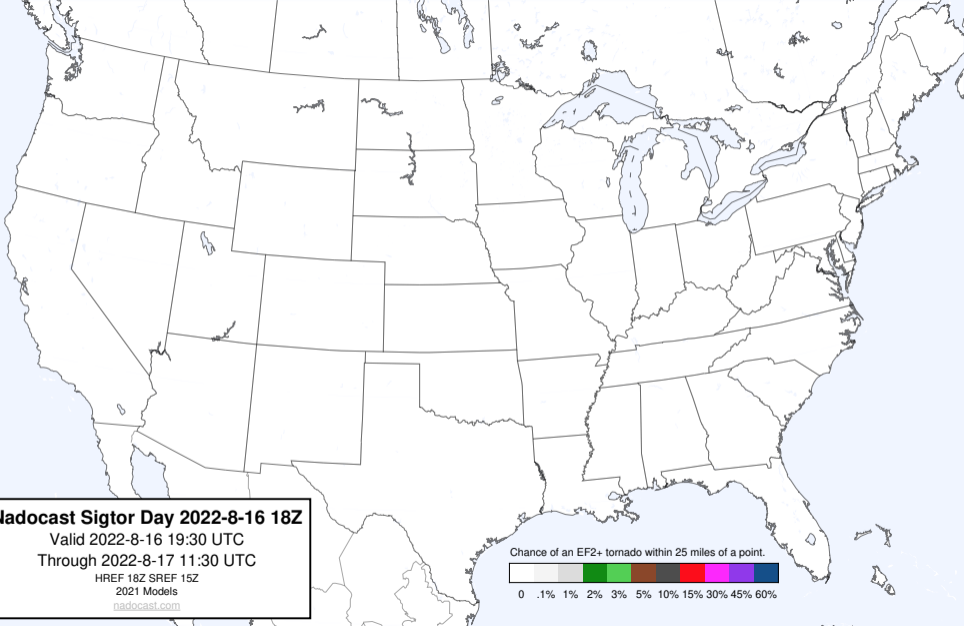 Nadocast Sigtor Day 2022-8-16 18Z
Valid 2022-8-16 19:30 UTC
Through 2022-8-17 11:30 UTC
HREF 18Z SREF 15Z
2021 Models
nadocast.com
Chance of an EF2+ tornado within 25 miles of a point.
0 .1% 1% 2% 3% 5% 10% 15% 30% 45% 60%